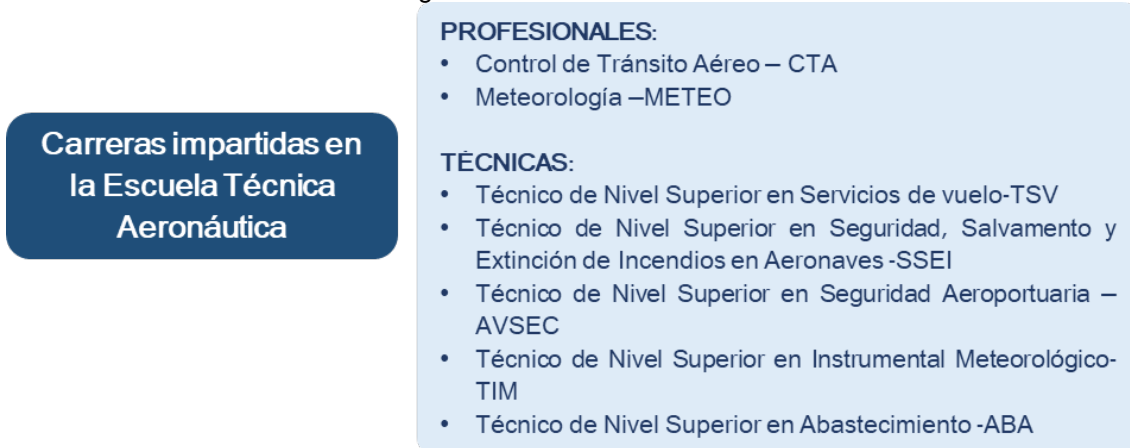 Carreras impartidas en
la Escuela Técnica
Aeronáutica
PROFESIONALES:
• Control de Tránsito Aéreo – CTA
• Meteorología –METEO
TÉCNICAS:
• Técnico de Nivel Superior en Servicios de vuelo-TSV
• Técnico de Nivel Superior en Seguridad, Salvamento y
Extinción de Incendios en Aeronaves -SSEI
• Técnico de Nivel Superior en Seguridad Aeroportuaria –
AVSEC
• Técnico de Nivel Superior en Instrumental Meteorológico-
TIM
• Técnico de Nivel Superior en Abastecimiento -ABA